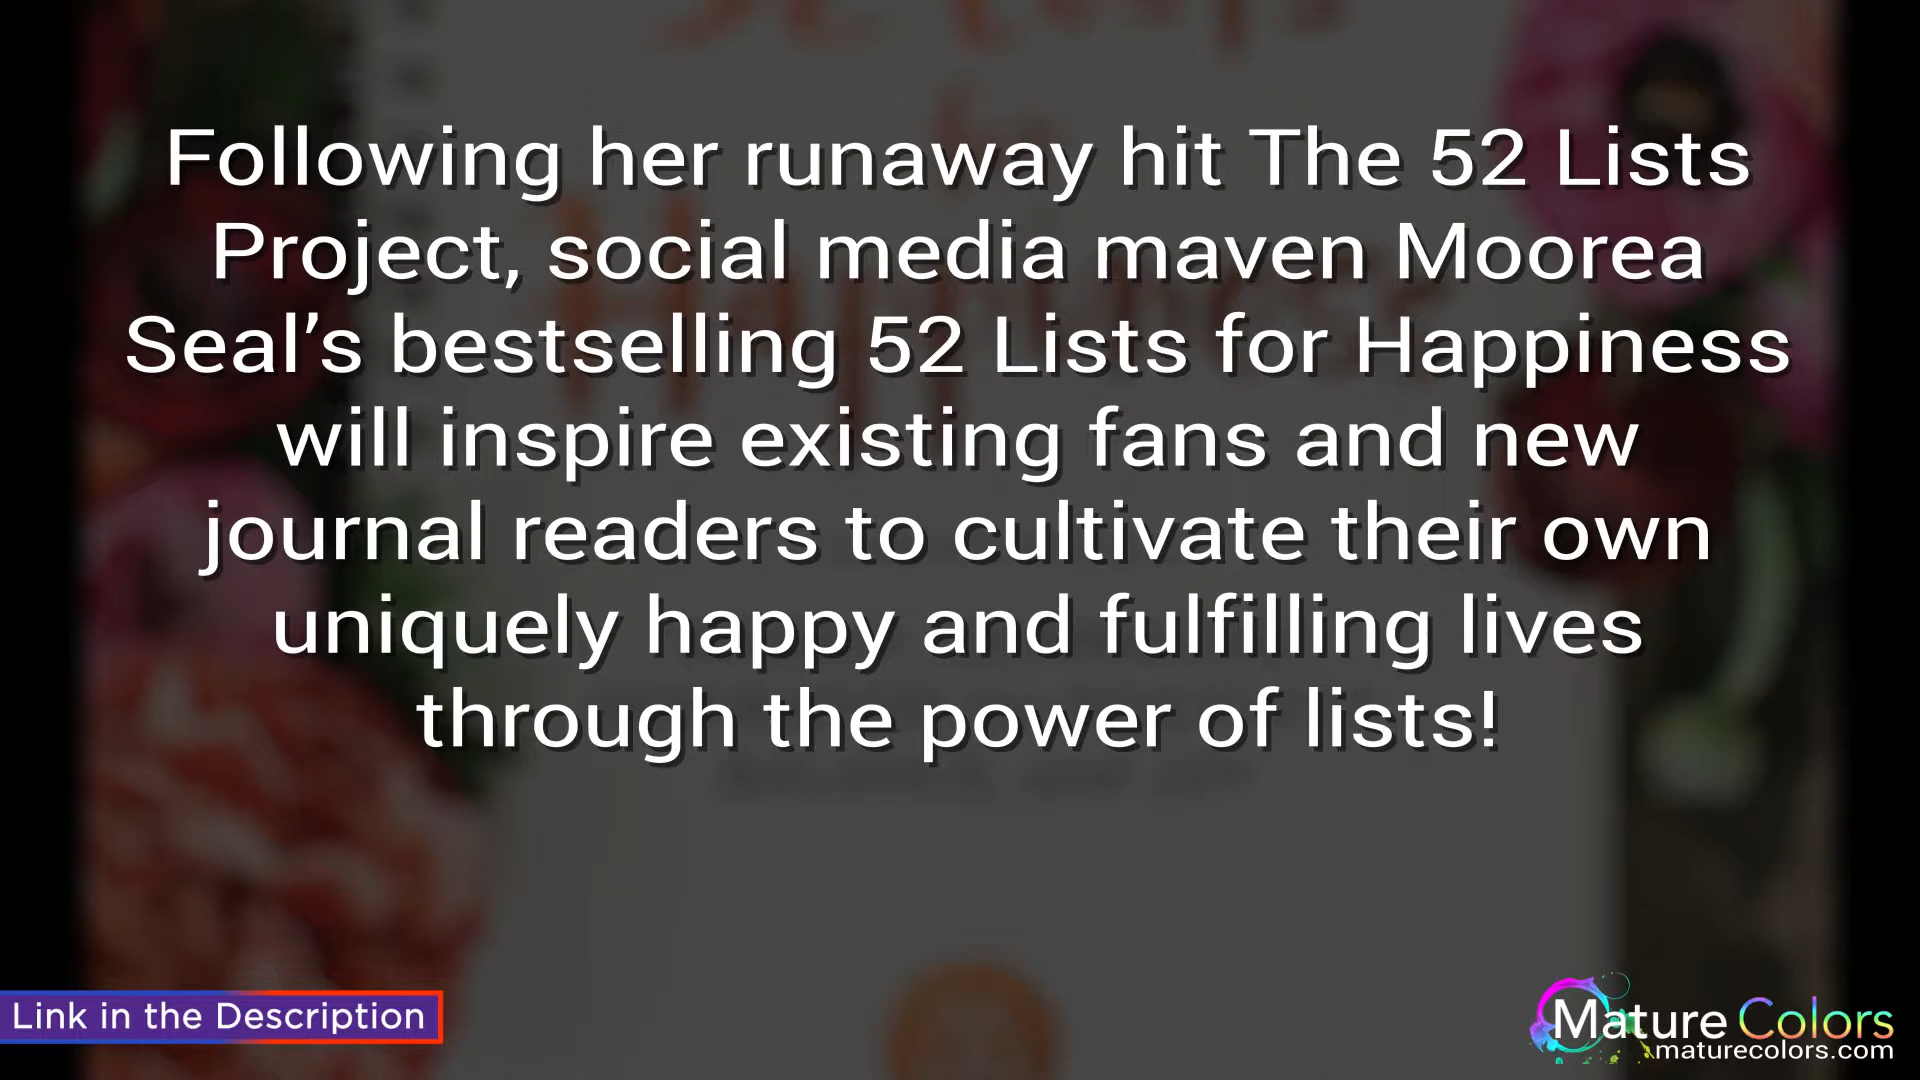 Following her runaway hit The 52 Lists
Project, social media maven Moorea
Seal’s bestselling 52 Lists for Happiness
will inspire existing fans and new
journal readers to cultivate their own
uniquely happy and fulfilling lives
through the power of lists!
Link in the Description
Mature Colors
maturecolors.com